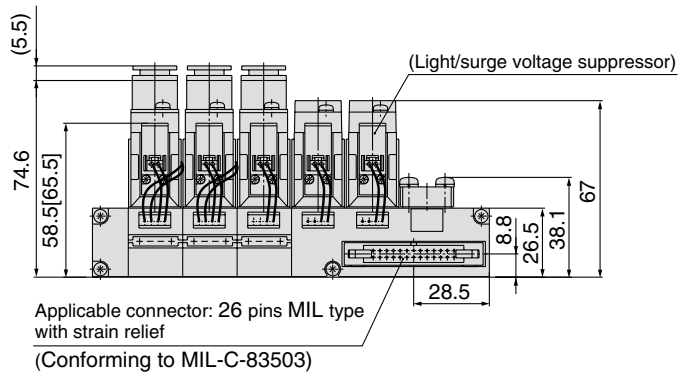 (5.5)
(Light/surge voltage suppressor)
74.6
58.5[65.5]
67
38.1
26.5
8.8
28.5
Applicable connector: 26 pins MIL type
with strain relief
(Conforming to MIL-C-83503)